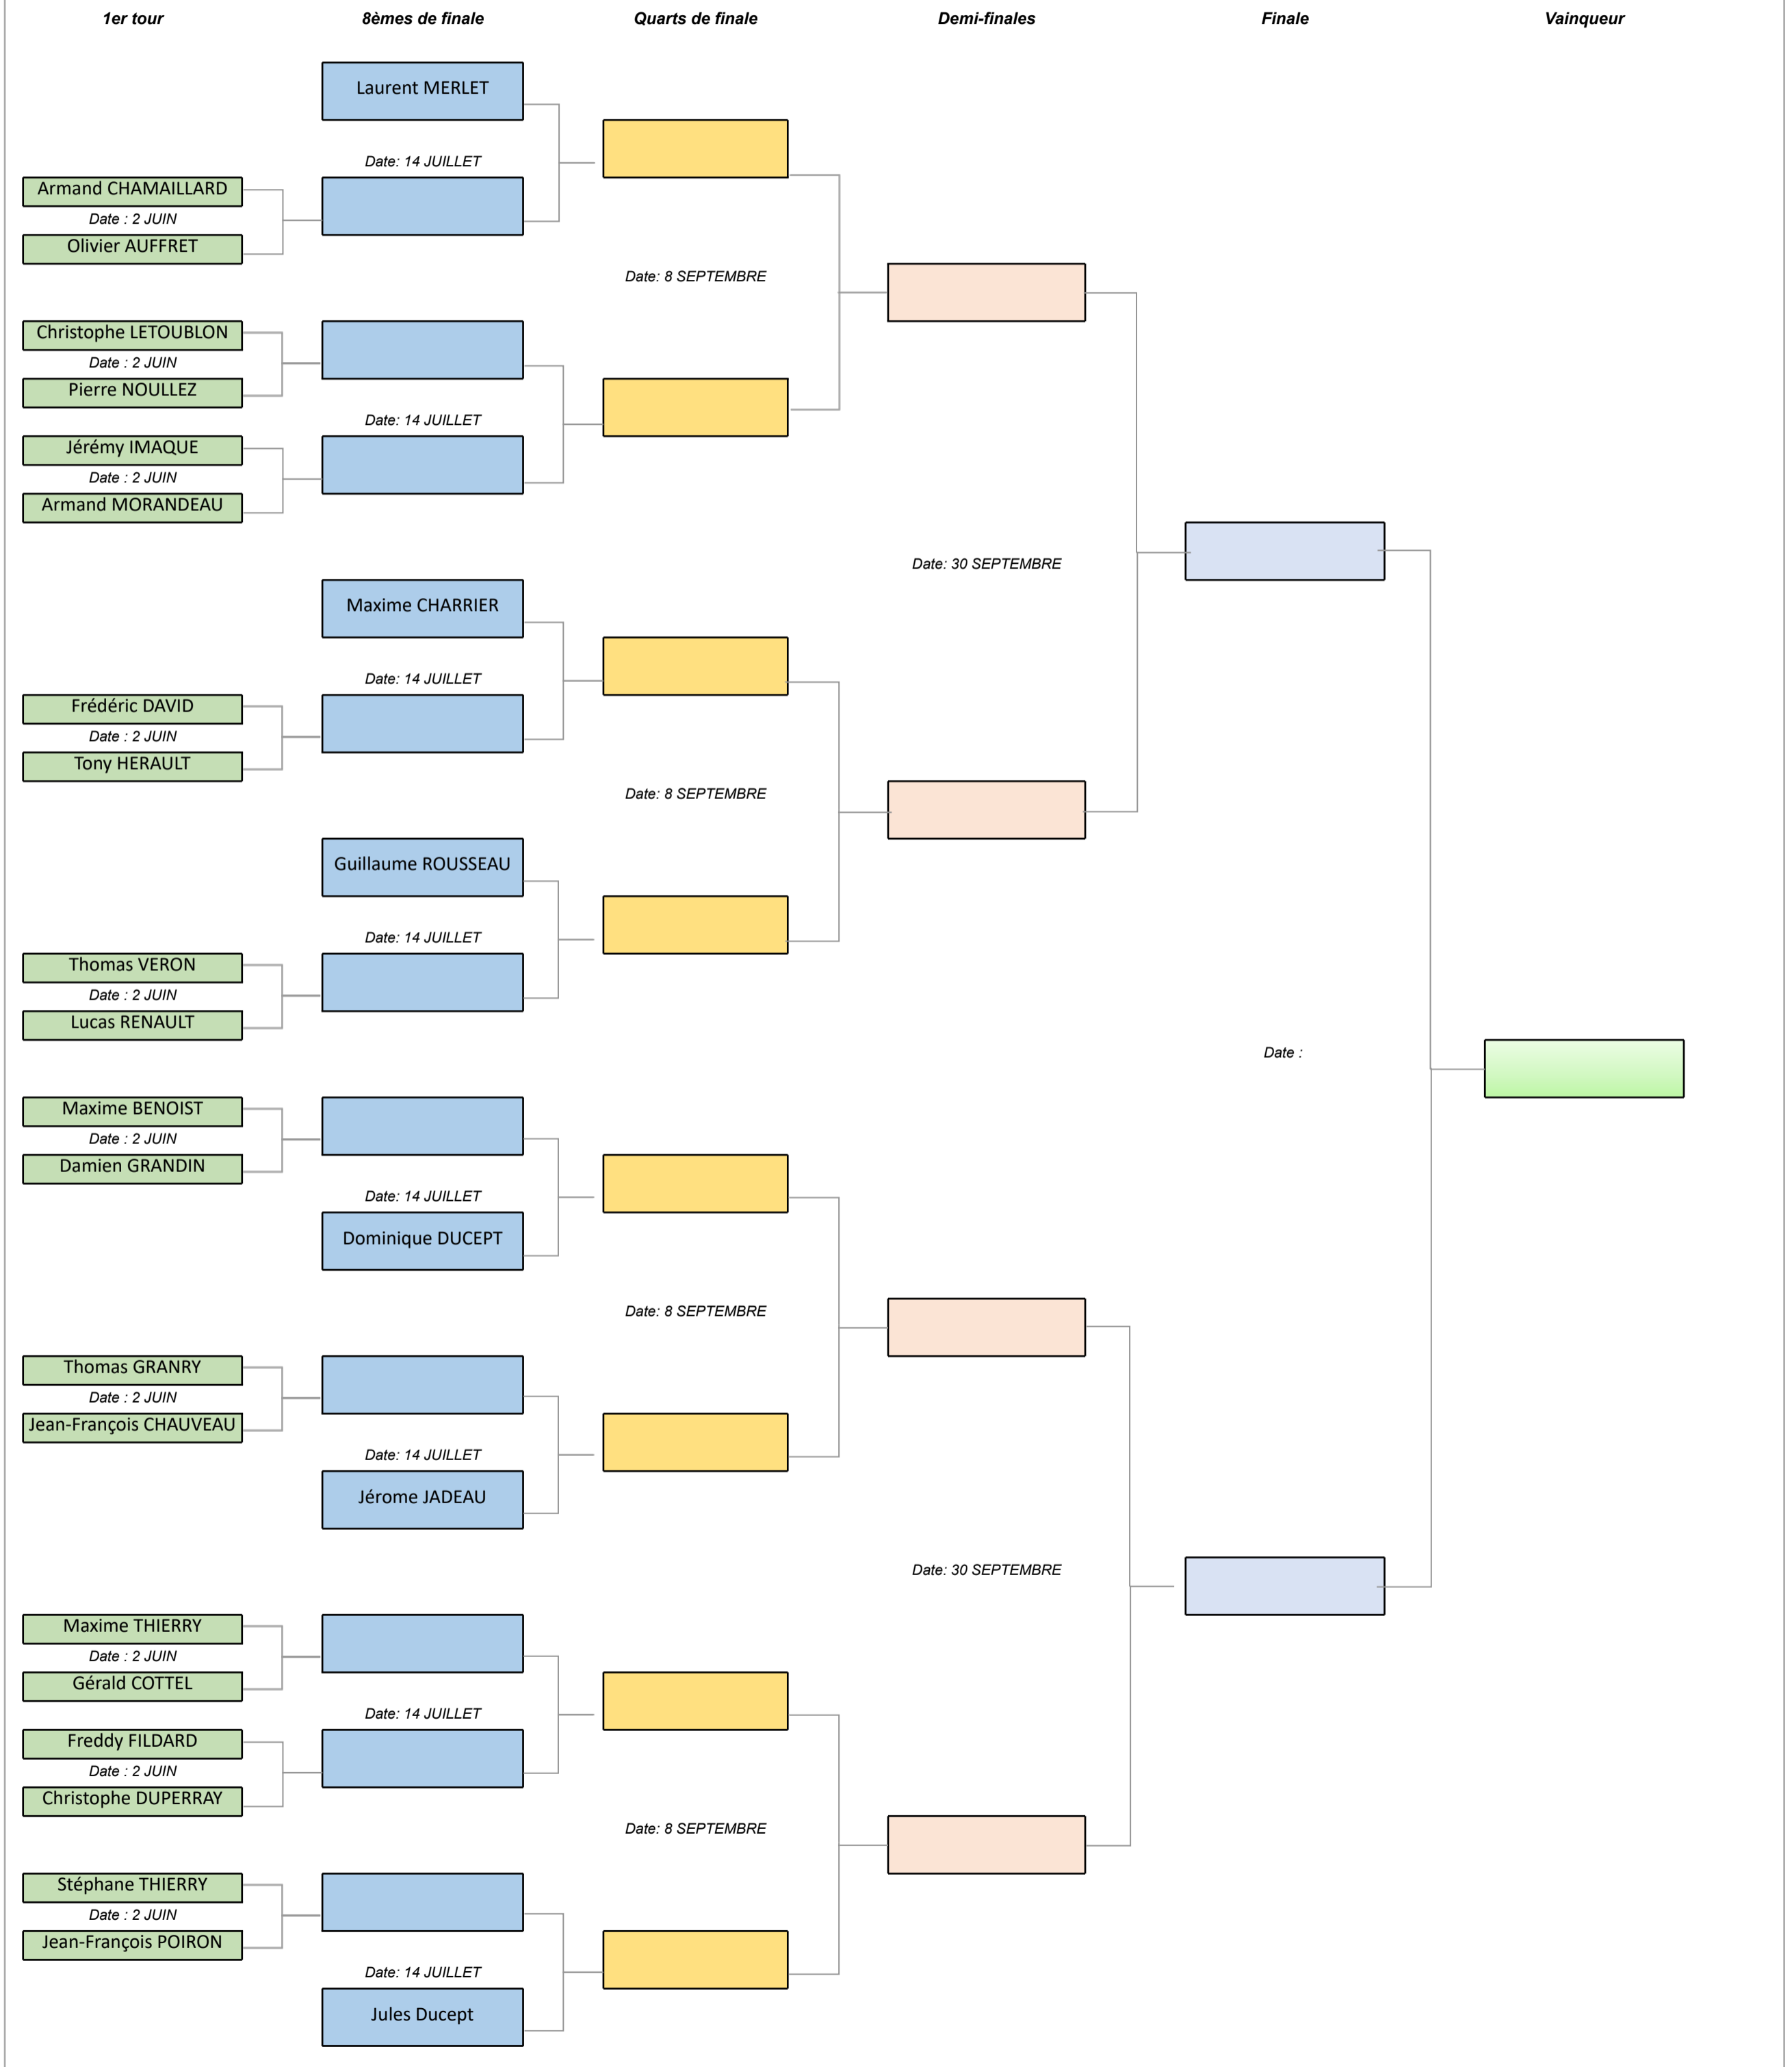 1er tour
8èmes de finale
Quarts de finale
Demi-finales
Finale
Vainqueur
Laurent MERLET
Date: 14 JUILLET
Armand CHAMAILLARD
Date : 2 JUIN
Olivier AUFFRET
Date: 8 SEPTEMBRE
Christophe LETOUBLON
Date : 2 JUIN
Pierre NOULLEZ
Date: 14 JUILLET
Jérémy IMAQUE
Date : 2 JUIN
Armand MORANDEAU
Date: 30 SEPTEMBRE
Maxime CHARRIER
Date: 14 JUILLET
Frédéric DAVID
Date : 2 JUIN
Tony HERAULT
Date: 8 SEPTEMBRE
Guillaume ROUSSEAU
Date: 14 JUILLET
Thomas VERON
Date : 2 JUIN
Lucas RENAULT
Date :
Maxime BENOIST
Date : 2 JUIN
Damien GRANDIN
Date: 14 JUILLET
Dominique DUCEPT
Date: 8 SEPTEMBRE
Thomas GRANRY
Date : 2 JUIN
Jean-François CHAUVEAU
Date: 14 JUILLET
Jérome JADEAU
Date: 30 SEPTEMBRE
Maxime THIERRY
Date : 2 JUIN
Gérald COTTEL
Date: 14 JUILLET
Freddy FILDARD
Date : 2 JUIN
Christophe DUPERRAY
Date: 8 SEPTEMBRE
Stéphane THIERRY
Date : 2 JUIN
Jean-François POIRON
Date: 14 JUILLET
Jules Ducept